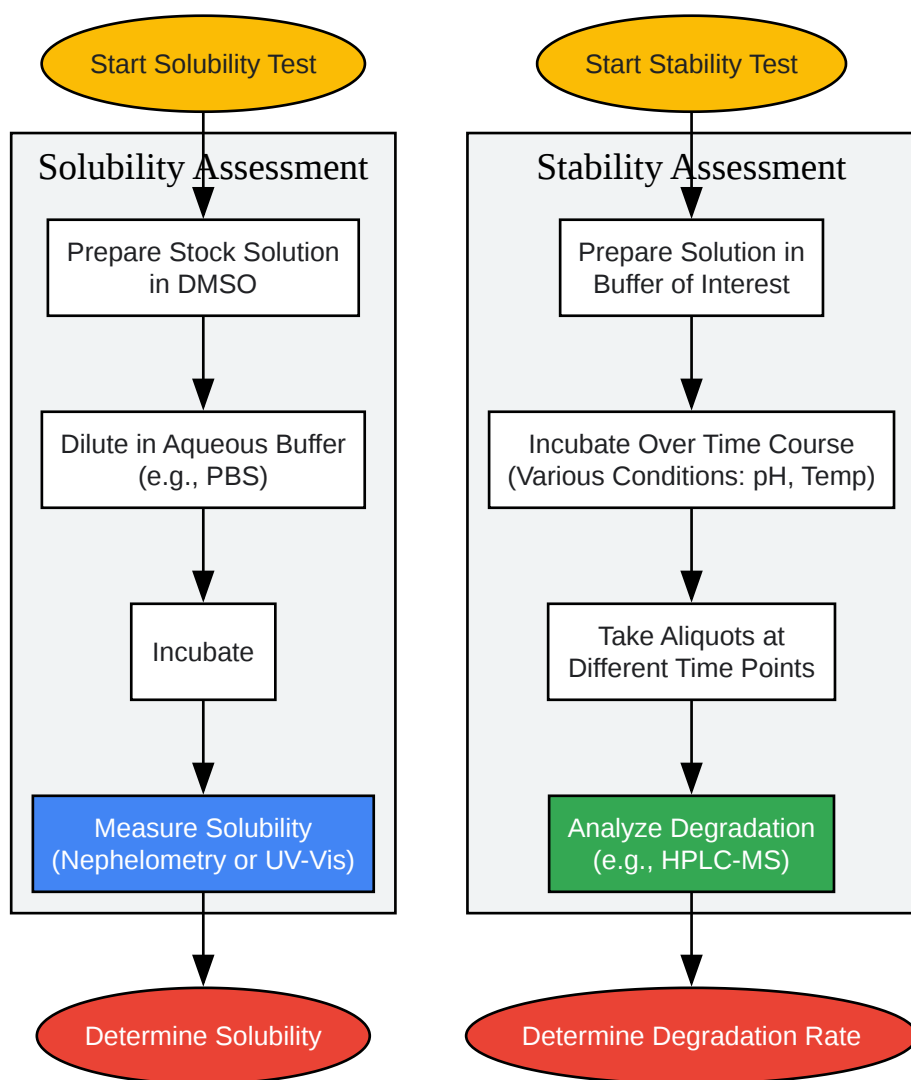 Start Solubility Test
Solubility Assessment
Prepare Stock Solution
in DMSO
Dilute in Aqueous Buffer
(e.g., PBS)
Incubate
Measure Solubility
(Nephelometry or UV-Vis)
Determine Solubility
Start Stability Test
Stability Assessment
Prepare Solution in
Buffer of Interest
Incubate Over Time Course
(Various Conditions: pH, Temp)
Take Aliquots at
Different Time Points
Analyze Degradation
(e.g., HPLC-MS)
Determine Degradation Rate